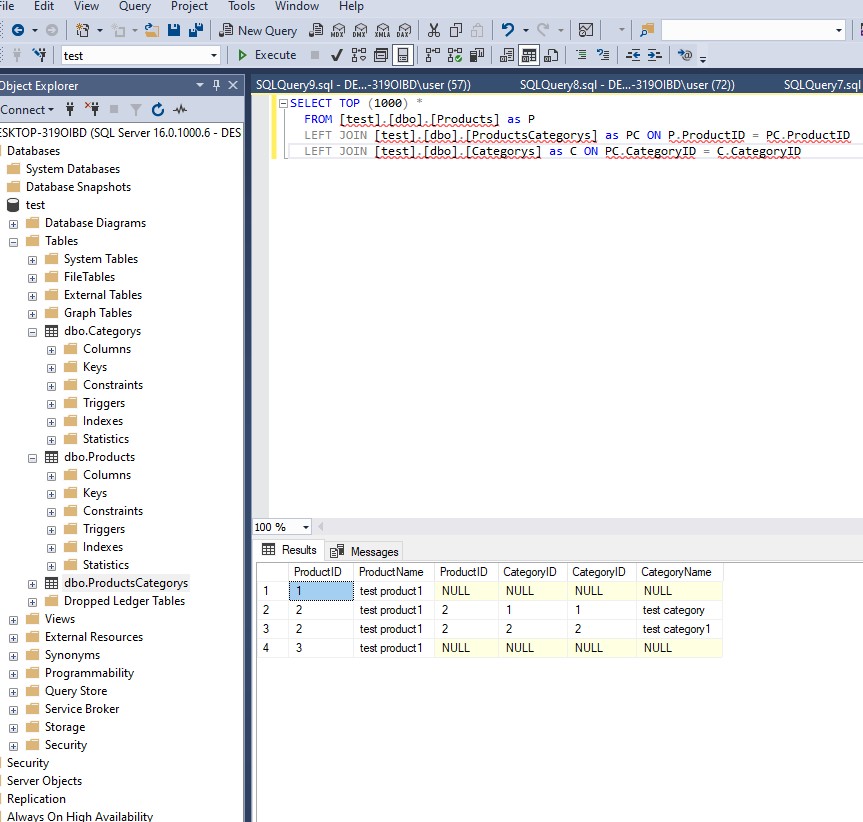 File Edit View Query Project Tools Window Help
New Query MDX DMX XMLA DAX
test Execute
Object Explorer
Connect
ESKTOP-319OIBD (SQL Server 16.0.1000.6 - DES
Databases
System Databases
Database Snapshots
test
Database Diagrams
Tables
System Tables
FileTables
External Tables
Graph Tables
dbo.Categorys
Columns
Keys
Constraints
Triggers
Indexes
Statistics
dbo.Products
Columns
Keys
Constraints
Triggers
Indexes
Statistics
dbo.ProductsCategorys
Dropped Ledger Tables
Views
External Resources
Synonyms
Programmability
Query Store
Service Broker
Storage
Security
Security
Server Objects
Replication
Always On High Availability
SQLQuery9.sql - DE...-319OIBD\user (57)) SQLQuery8.sql - DE...-319OIBD\user (72)) SQLQuery7.sql
SELECT TOP (1000) *
FROM [test].[dbo].[Products] as P
LEFT JOIN [test].[dbo].[ProductsCategorys] as PC ON P.ProductID = PC.ProductID
LEFT JOIN [test].[dbo].[Categorys] as C ON PC.CategoryID = C.CategoryID
100 %
Results Messages
ProductID ProductName ProductID CategoryID CategoryID CategoryName
1 1 test product1 NULL NULL NULL NULL
2 2 test product1 2 1 1 test category
3 2 test product1 2 2 2 test category1
4 3 test product1 NULL NULL NULL NULL